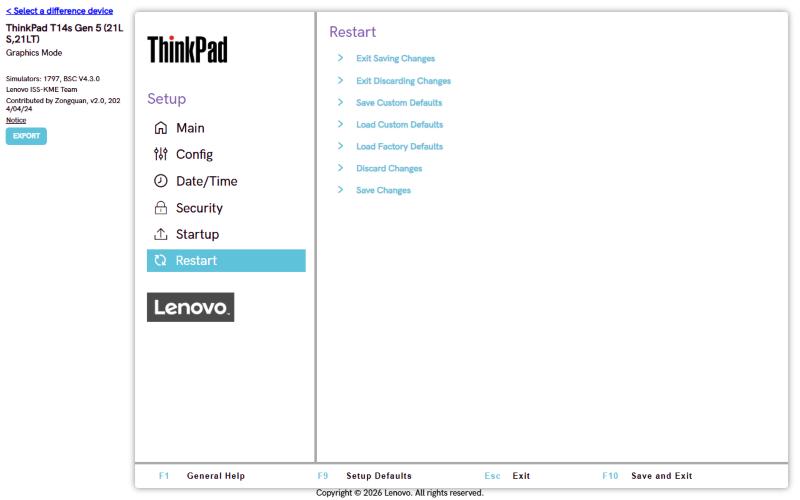 < Select a difference device
ThinkPad T14s Gen 5 (21L
S,21LT)
Graphics Mode
Simulators: 1797, BSC V4.3.0
Lenovo ISS-KME Team
Contributed by Zongquan, v2.0, 202
4/04/24
Notice
EXPORT
ThinkPad
Setup
Main
Config
Date/Time
Security
Startup
Restart
Lenovo.
Restart
> Exit Saving Changes
> Exit Discarding Changes
> Save Custom Defaults
> Load Custom Defaults
> Load Factory Defaults
> Discard Changes
> Save Changes
F1 General Help F9 Setup Defaults Esc Exit F10 Save and Exit
Copyright © 2026 Lenovo. All rights reserved.